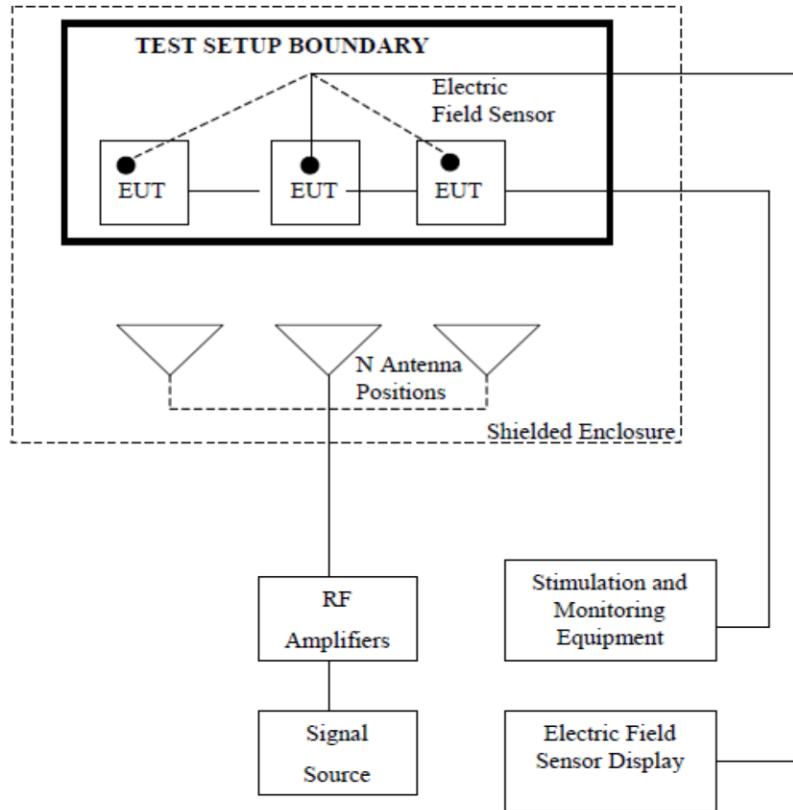 TEST SETUP BOUNDARY
Electric
Field Sensor
EUT
EUT
EUT
N Antenna
Positions
Shielded Enclosure
RF
Amplifiers
Stimulation and
Monitoring
Equipment
Signal
Source
Electric Field
Sensor Display